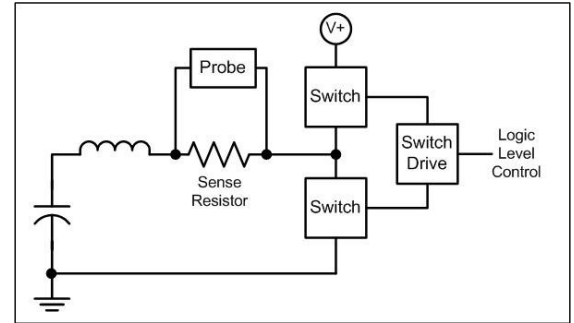 V+
Probe
Switch
Switch
Drive
Logic
Level
Control
Sense
Resistor
Switch